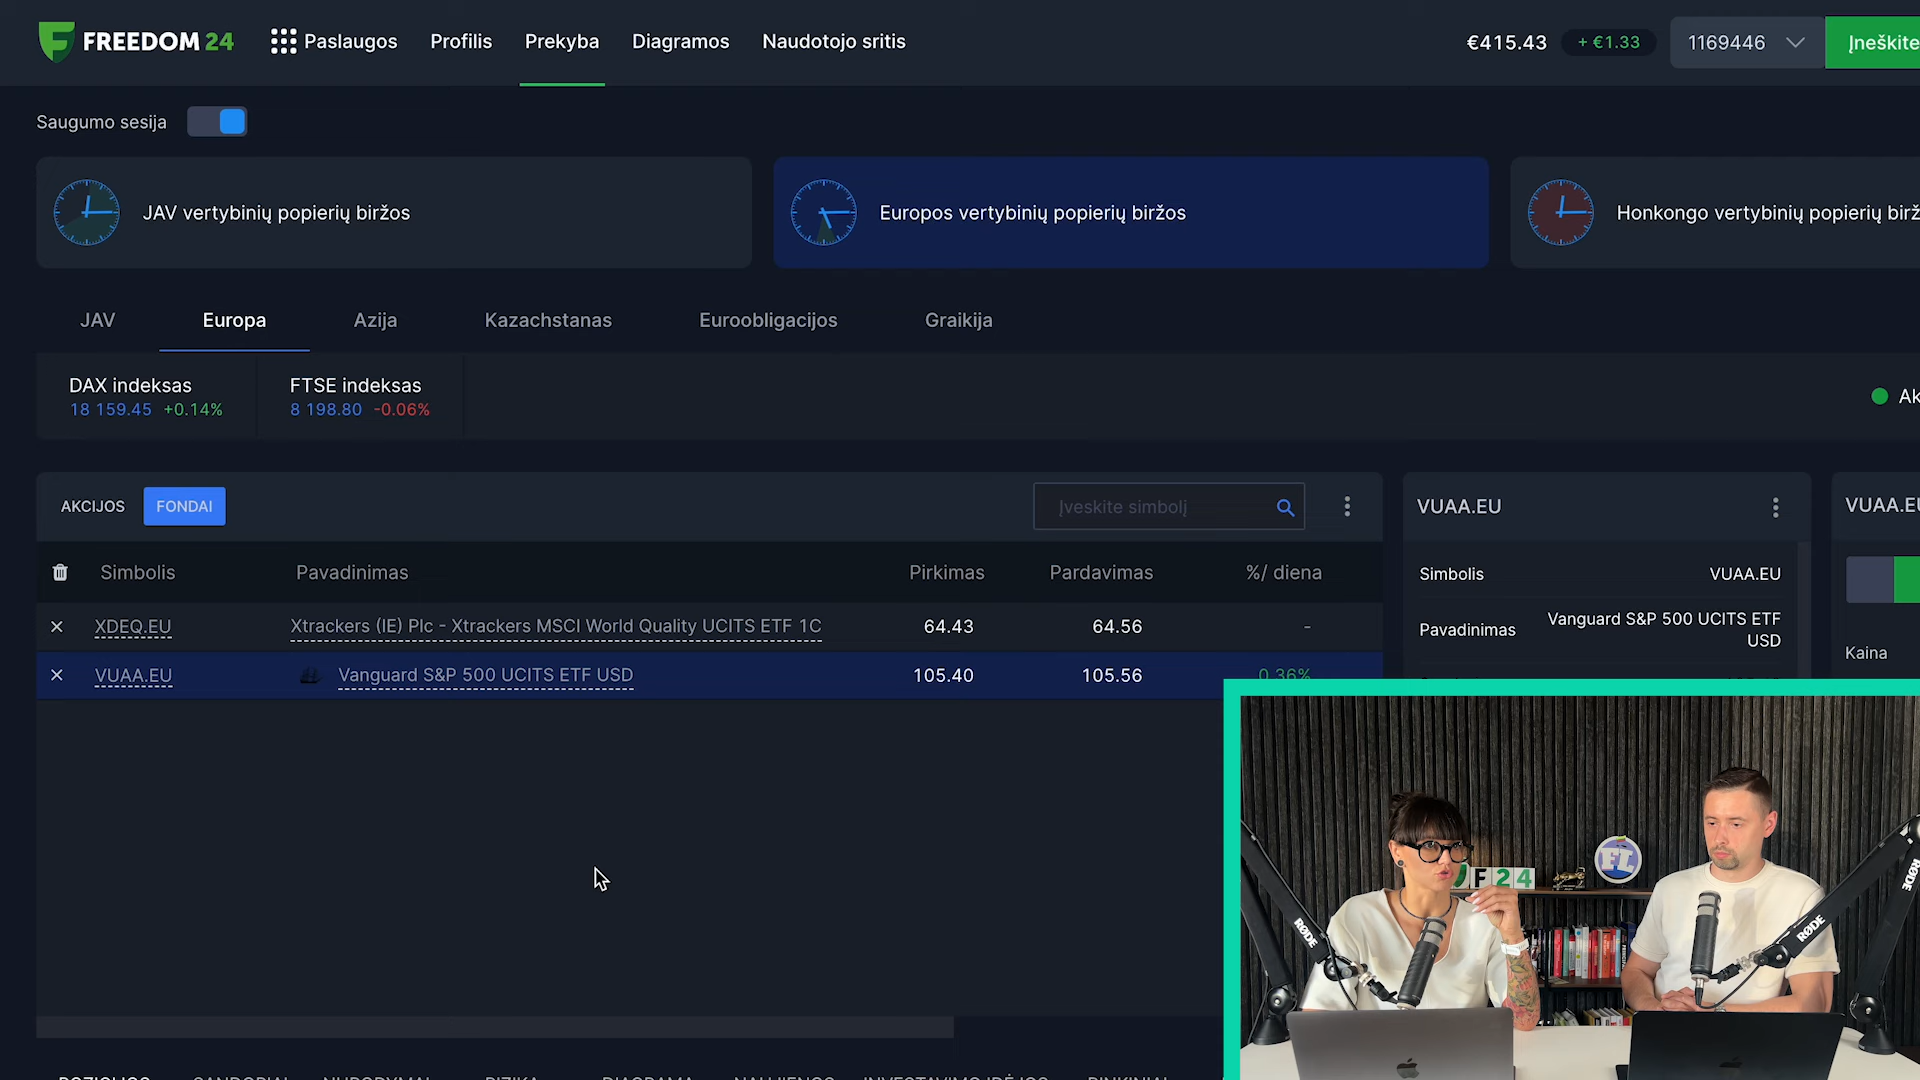 FREEDOM 24
Paslaugos
Profilis
Prekyba
Diagramos
Naudotojo sritis
€415.43
+ €1.33
1169446
Įneškite
Saugumo sesija
JAV vertybinių popierių biržos
Europos vertybinių popierių biržos
Honkongo vertybinių popierių birž
JAV
Europa
Azija
Kazachstanas
Euroobligacijos
Graikija
DAX indeksas
18 159.45 +0.14%
FTSE indeksas
8 198.80 -0.06%
Ak
AKCIJOS
FONDAI
Įveskite simbolį
Simbolis
Pavadinimas
Pirkimas
Pardavimas
%/ diena
XDEQ.EU
Xtrackers (IE) Plc - Xtrackers MSCI World Quality UCITS ETF 1C
64.43
64.56
-
VUAA.EU
Vanguard S&P 500 UCITS ETF USD
105.40
105.56
0.36%
VUAA.EU
Simbolis
VUAA.EU
Pavadinimas
Vanguard S&P 500 UCITS ETF
USD
VUAA.EU
Kaina
F24
FL
RØDE
RØDE
RØDE